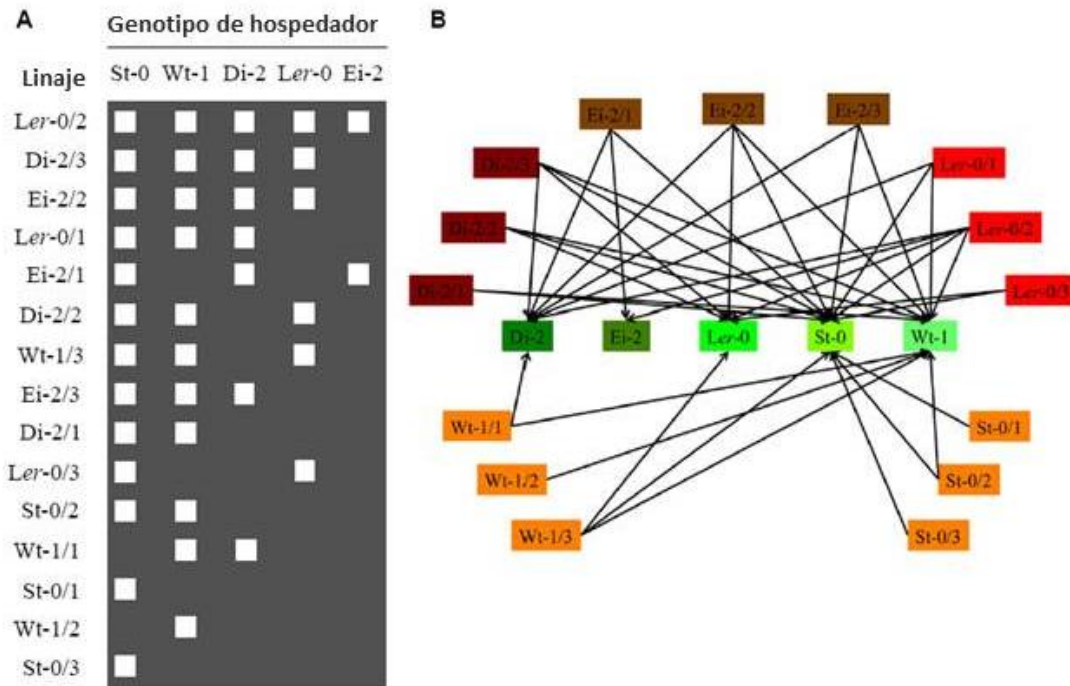 A
Genotipo de hospedador
Linaje
St-0 Wt-1 Di-2 Ler-0 Ei-2
Ler-0/2
Di-2/3
Ei-2/2
Ler-0/1
Ei-2/1
Di-2/2
Wt-1/3
Ei-2/3
Di-2/1
Ler-0/3
St-0/2
Wt-1/1
St-0/1
Wt-1/2
St-0/3
B
Ei-2/1 Ei-2/2 Ei-2/3
Di-2/3 Ler-0/1
Di-2/2 Ler-0/2
Di-2/1 Ler-0/3
Di-2 Ei-2 Ler-0 St-0 Wt-1
Wt-1/1 St-0/1
Wt-1/2 St-0/2
Wt-1/3 St-0/3